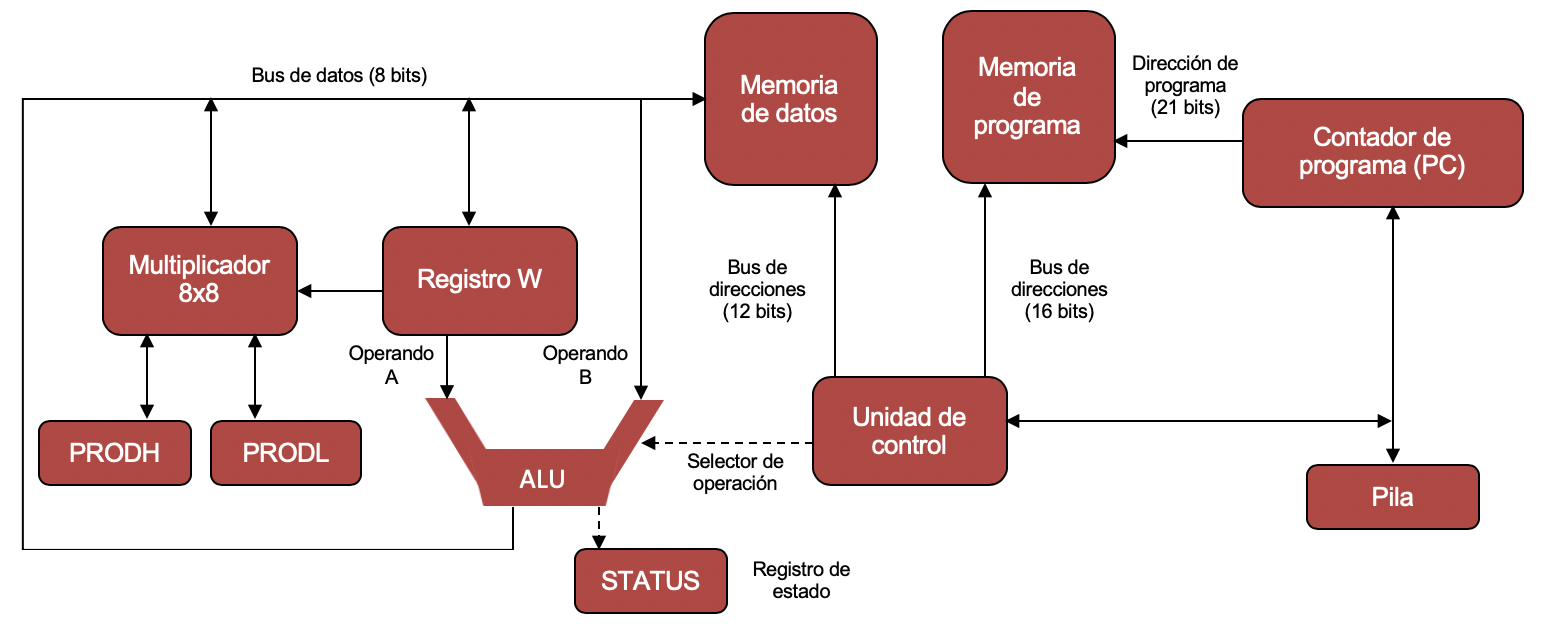 Bus de datos (8 bits)
Memoria
de datos
Memoria
de
programa
Dirección de
programa
(21 bits)
Contador de
programa (PC)
Multiplicador
8x8
Registro W
Bus de
direcciones
(12 bits)
Bus de
direcciones
(16 bits)
Operando
A
Operando
B
PRODH
PRODL
ALU
Selector de
operación
Unidad de
control
Pila
STATUS
Registro de
estado